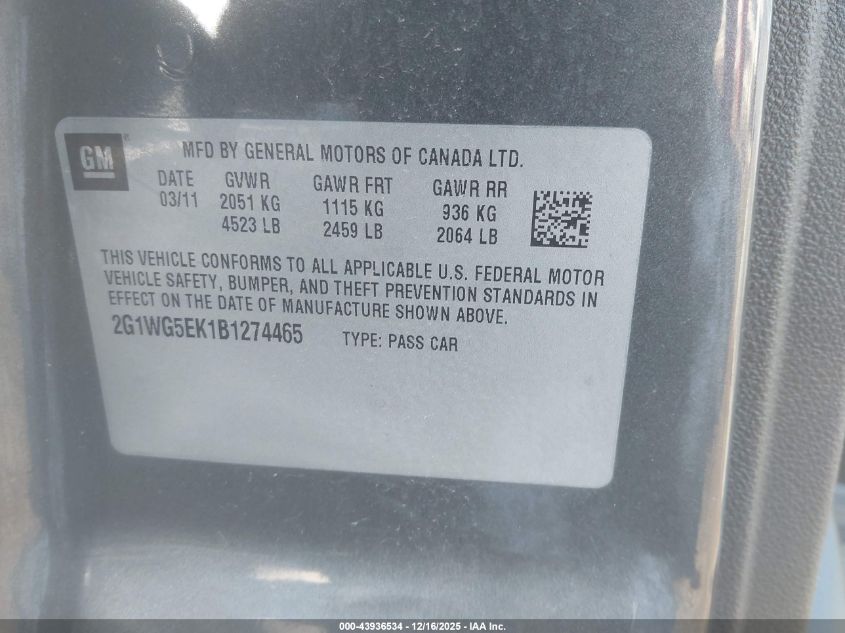 GM
MFD BY GENERAL MOTORS OF CANADA LTD.
DATE GVWR GAWR FRT GAWR RR
03/11 2051 KG 1115 KG 936 KG
4523 LB 2459 LB 2064 LB
THIS VEHICLE CONFORMS TO ALL APPLICABLE U.S. FEDERAL MOTOR
VEHICLE SAFETY, BUMPER, AND THEFT PREVENTION STANDARDS IN
EFFECT ON THE DATE OF MANUFACTURE SHOWN ABOVE.
2G1WG5EK1B1274465 TYPE: PASS CAR
000-43936534 - 12/16/2025 - IAA Inc.